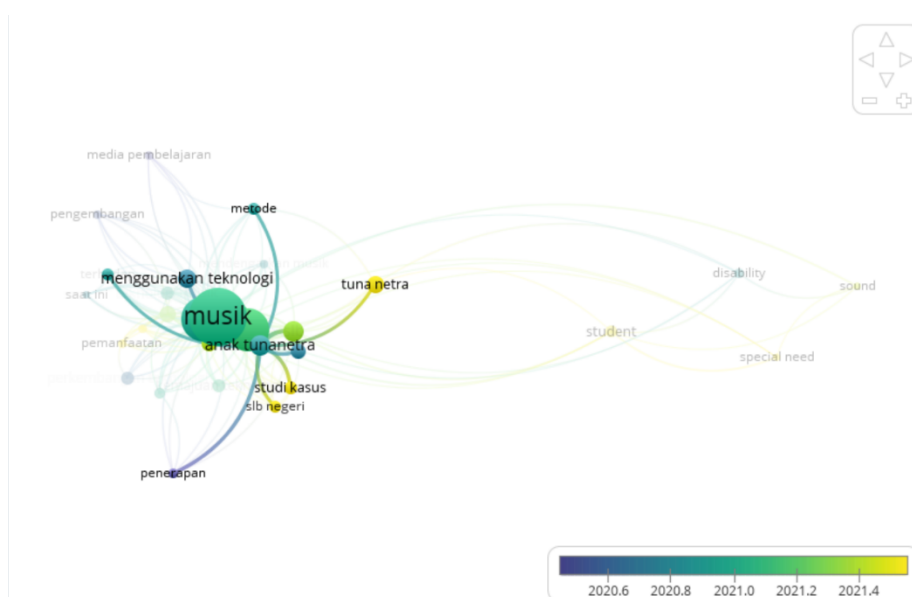 media pembelajaran
metode
pengembangan
menggunakan teknologi
disability
tuna netra
sound
saat ini
musik
student
pemanfaatan
anak tunanetra
special need
studi kasus
slb negeri
penerapan
2020.6 2020.8 2021.0 2021.2 2021.4